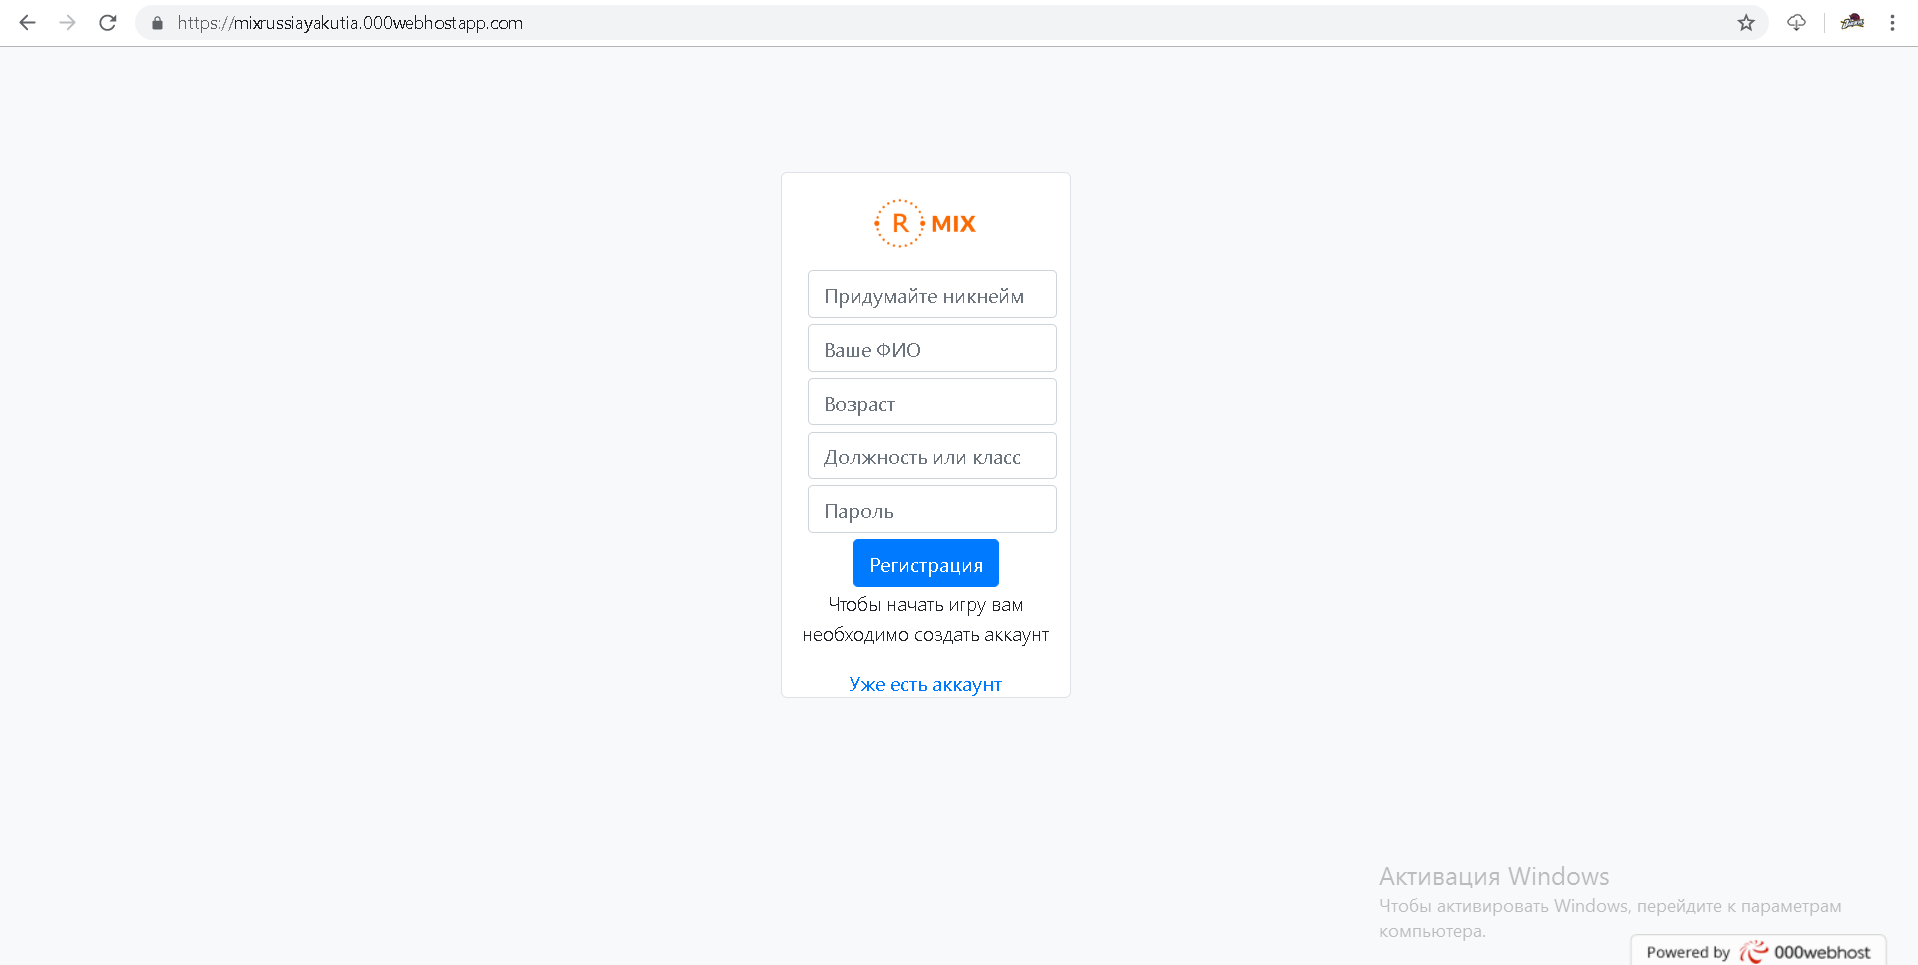 https://mixrussiayakutia.000webhostapp.com
R MIX
Придумайте никнейм
Ваше ФИО
Возраст
Должность или класс
Пароль
Регистрация
Чтобы начать игру вам
необходимо создать аккаунт
Уже есть аккаунт
Активация Windows
Чтобы активировать Windows, перейдите к параметрам
компьютера.
Powered by 000webhost